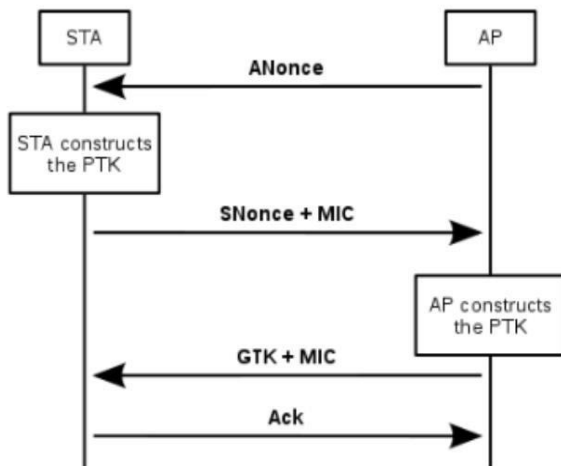 STA
AP
ANonce
STA constructs
the PTK
SNonce + MIC
AP constructs
the PTK
GTK + MIC
Ack